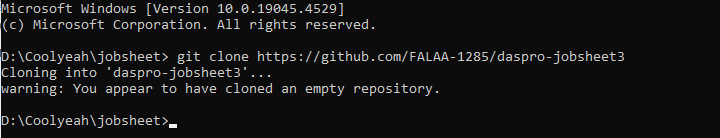 Microsoft Windows [Version 10.0.19045.4529]
(c) Microsoft Corporation. All rights reserved.
D:\Coolyeah\jobsheet> git clone https://github.com/FALAA-1285/daspro-jobsheet3
Cloning into 'daspro-jobsheet3'...
warning: You appear to have cloned an empty repository.
D:\Coolyeah\jobsheet>